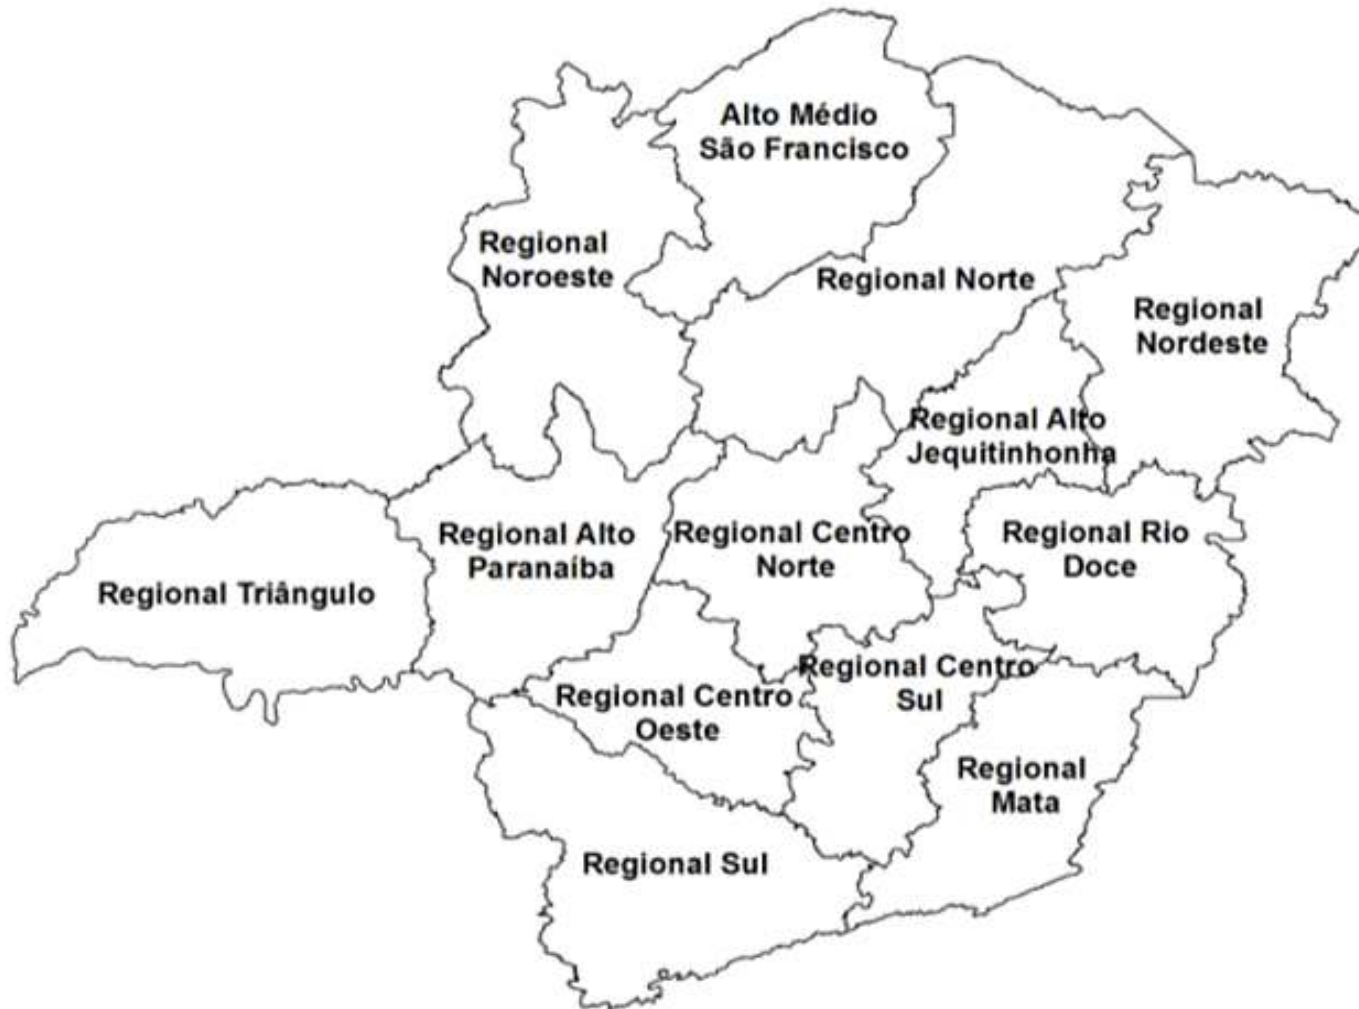 Alto Médio
São Francisco
Regional
Noroeste
Regional Norte
Regional
Nordeste
Regional Alto
Jequitinhonha
Regional Alto
Paranaíba
Regional Centro
Norte
Regional Rio
Doce
Regional Triângulo
Regional Centro
Oeste
Regional Centro
Sul
Regional
Mata
Regional Sul